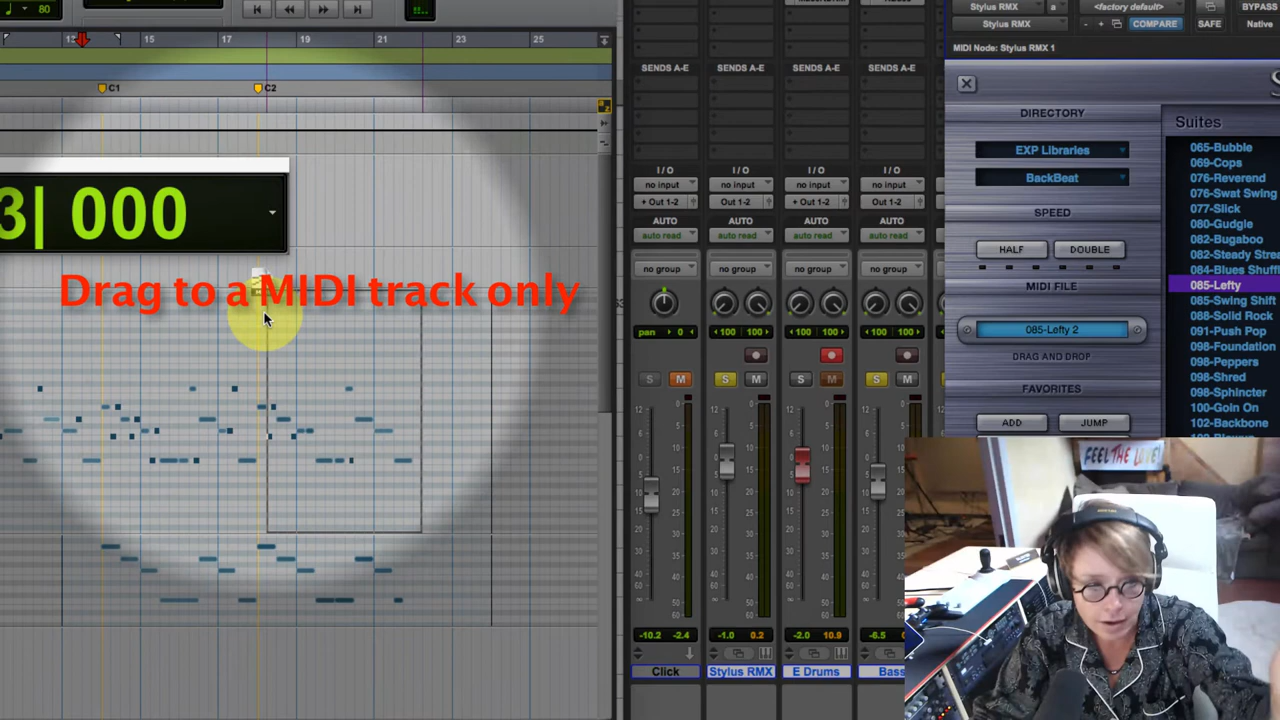 80
Stylus RMX
a
<factory default>
BYPASS
Stylus RMX
- +
COMPARE
SAFE
Native
MIDI Node: Stylus RMX 1
15
17
19
21
23
25
C1
C2
3| 000
Drag to a MIDI track only
SENDS A-E
SENDS A-E
SENDS A-E
SENDS A-E
I/O
I/O
I/O
I/O
no input
no input
no input
no input
+ Out 1-2
Out 1-2
+ Out 1-2
Out 1-2
AUTO
AUTO
AUTO
AUTO
auto read
auto read
auto read
auto read
no group
no group
no group
no group
pan
0
100
100
100
100
100
100
S
M
S
M
S
M
S
M
-10.2
-2.4
-1.0
0.2
-2.0
10.9
-6.5
Click
Stylus RMX
E Drums
Bass
DIRECTORY
EXP Libraries
BackBeat
SPEED
HALF
DOUBLE
MIDI FILE
085-Lefty 2
DRAG AND DROP
FAVORITES
ADD
JUMP
Suites
065-Bubble
069-Cops
076-Reverend
076-Swat Swing
077-Slick
080-Gudgle
082-Bugaboo
082-Steady Strea
084-Blues Shuffl
085-Lefty
085-Swing Shift
088-Solid Rock
091-Push Pop
098-Foundation
098-Peppers
098-Shred
098-Sphincter
100-Goin On
102-Backbone
FEEL THE LOVE!